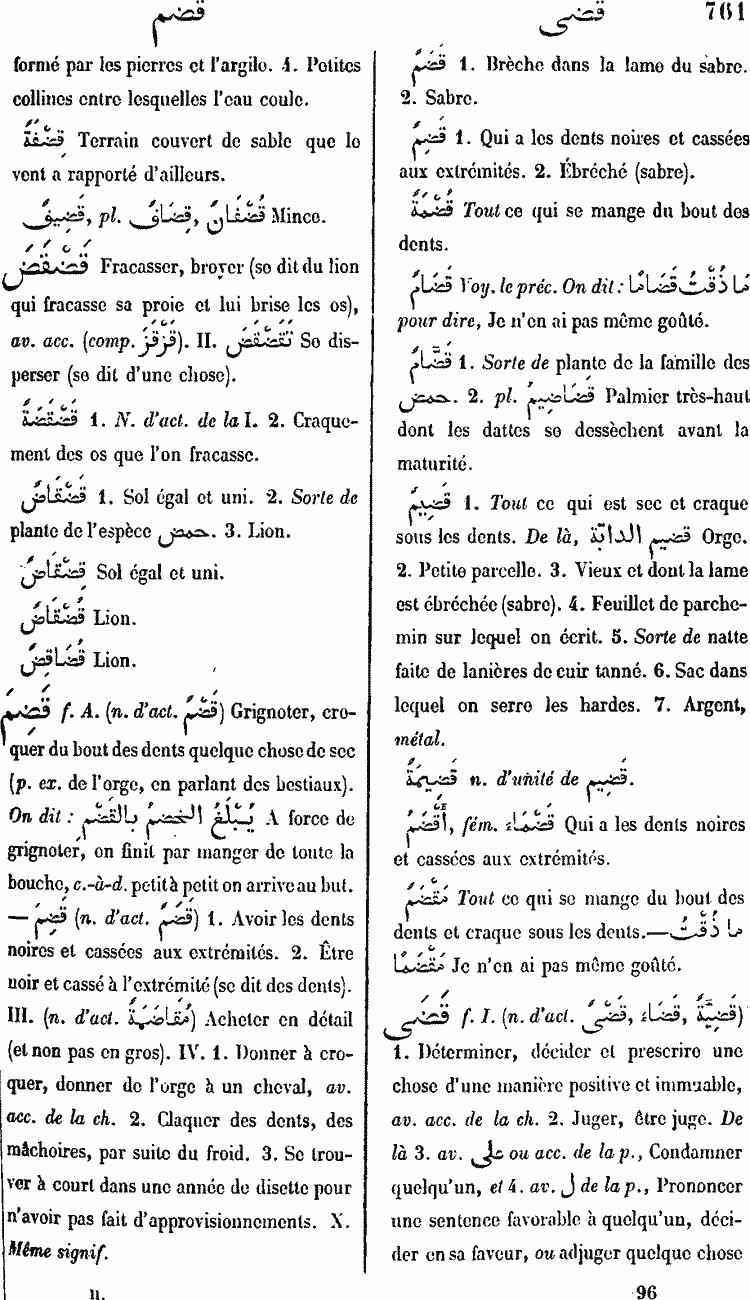 قضم
قضى
761
formé par les pierres et l'argile. 4. Petites
collines entre lesquelles l'eau coule.
قَضْفَةٌ Terrain couvert de sable que le
vent a rapporté d'ailleurs.
قَضِيفٌ, pl. قِضَافٌ, قُضْفَانٌ Mince.
قَضْقَضَ Fracasser, broyer (se dit du lion
qui fracasse sa proie et lui brise les os),
av. acc. (comp. قَزْقَزَ). II. تَقَضْقَضَ Se dis-
perser (se dit d'une chose).
قَضْقَضَةٌ 1. N. d'act. de la I. 2. Craque-
ment des os que l'on fracasse.
قَضْقَاضٌ 1. Sol égal et uni. 2. Sorte de
plante de l'espèce حمض. 3. Lion.
قِضْقَاضٌ Sol égal et uni.
قُضْقَاضٌ Lion.
قُضَاقِضٌ Lion.
قَضِمَ f. A. (n. d'act. قَضْمٌ) Grignoter, cro-
quer du bout des dents quelque chose de sec
(p. ex. de l'orge, en parlant des bestiaux).
On dit : يُبْلَغُ الخَضْمُ بِالقَضْمِ A force de
grignoter, on finit par manger de toute la
bouche, c.-à-d. petit à petit on arrive au but.
— قَضِمَ (n. d'act. قَضَمٌ) 1. Avoir les dents
noires et cassées aux extrémités. 2. Être
noir et cassé à l'extrémité (se dit des dents).
III. (n. d'act. مُقَاضَمَةٌ) Acheter en détail
(et non pas en gros). IV. 1. Donner à cro-
quer, donner de l'orge à un cheval, av.
acc. de la ch. 2. Claquer des dents, des
mâchoires, par suite du froid. 3. Se trou-
ver à court dans une année de disette pour
n'avoir pas fait d'approvisionnements. X.
Même signif.
II.
قَضَمٌ 1. Brèche dans la lame du sabre.
2. Sabre.
قَضِمٌ 1. Qui a les dents noires et cassées
aux extrémités. 2. Ébréché (sabre).
قَضْمَةٌ Tout ce qui se mange du bout des
dents.
قَضَامٌ Voy. le préc. On dit : مَا ذُقْتُ قَضَامًا
pour dire, Je n'en ai pas même goûté.
قَضَّامٌ 1. Sorte de plante de la famille des
حمض. 2. pl. قَضَاضِيمُ Palmier très-haut
dont les dattes se dessèchent avant la
maturité.
قَضِيمٌ 1. Tout ce qui est sec et craque
sous les dents. De là, قضيم الدابّة Orge.
2. Petite parcelle. 3. Vieux et dont la lame
est ébréchée (sabre). 4. Feuillet de parche-
min sur lequel on écrit. 5. Sorte de natte
faite de lanières de cuir tanné. 6. Sac dans
lequel on serre les hardes. 7. Argent,
métal.
قَضِيمَةٌ n. d'unité de قضيم.
أَقْضَمُ, fém. قَضْمَاءُ Qui a les dents noires
et cassées aux extrémités.
مَقْضَمٌ Tout ce qui se mange du bout des
dents et craque sous les dents.—ما ذُقْتُ
مَقْضَمًا Je n'en ai pas même goûté.
قَضَى f. I. (n. d'act. قَضْىٌ, قَضَاءٌ, قَضِيَّةٌ)
1. Déterminer, décider et prescrire une
chose d'une manière positive et immuable,
av. acc. de la ch. 2. Juger, être juge. De
là 3. av. على ou acc. de la p., Condamner
quelqu'un, et 4. av. ل de la p., Prononcer
une sentence favorable à quelqu'un, déci-
der en sa faveur, ou adjuger quelque chose
96